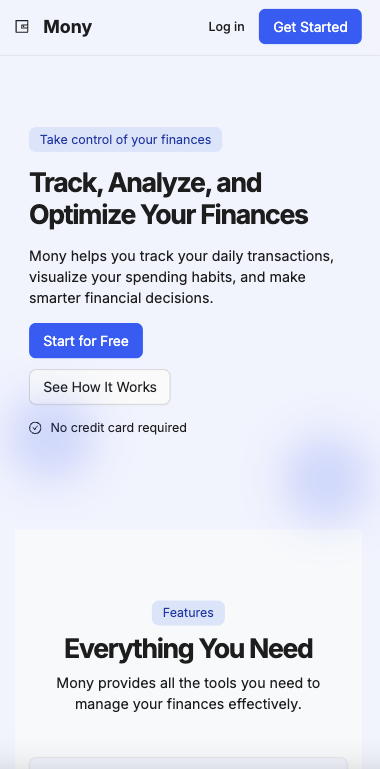 Mony
Log in
Get Started
Take control of your finances
Track, Analyze, and
Optimize Your Finances
Mony helps you track your daily transactions,
visualize your spending habits, and make
smarter financial decisions.
Start for Free
See How It Works
No credit card required
Features
Everything You Need
Mony provides all the tools you need to
manage your finances effectively.